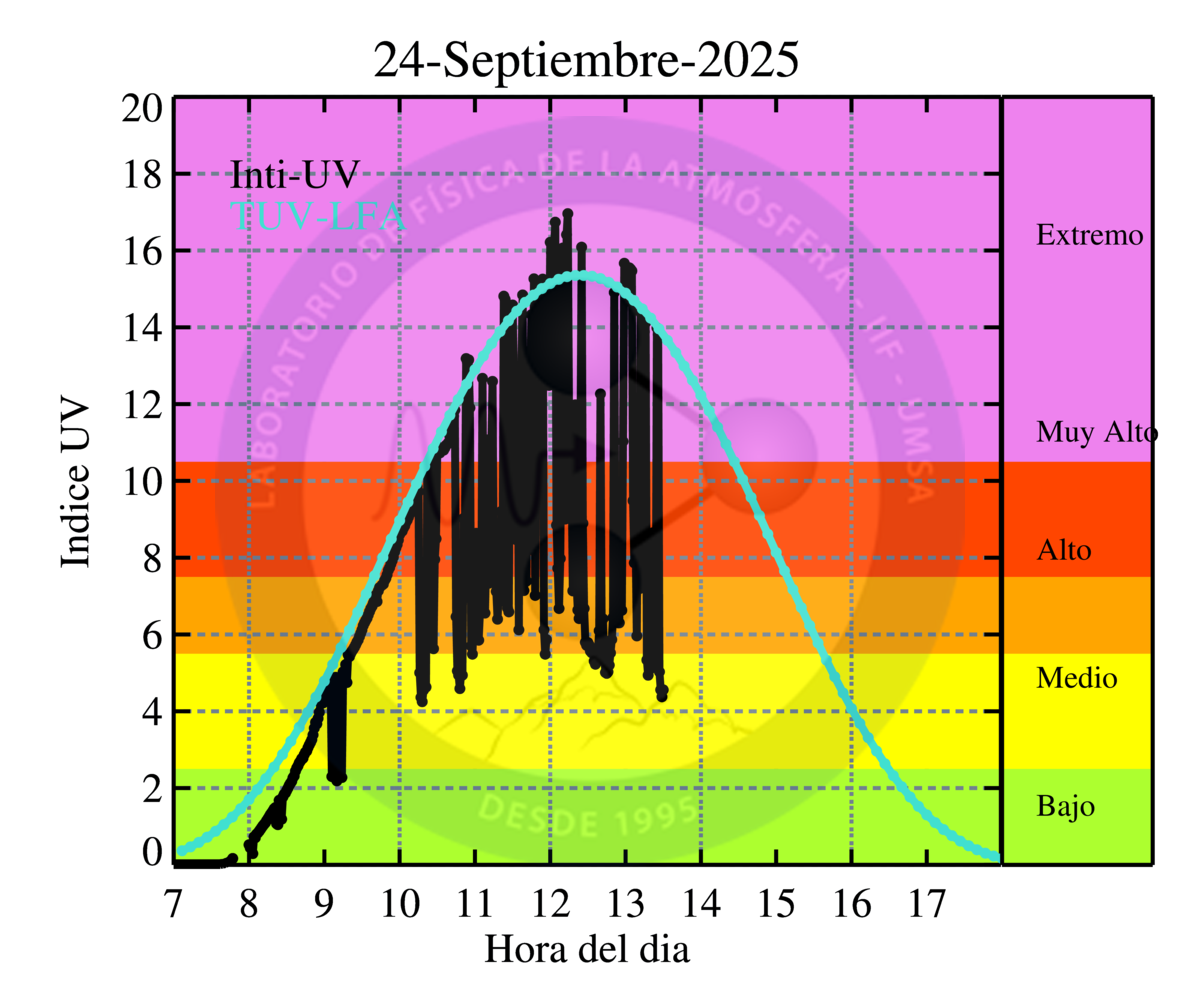 24-Septiembre-2025
20
18
16
14
12
10
8
6
4
2
0
Indice UV
Inti-UV
TUV-LFA
LABORATORIO DE FÍSICA DE LA ATMÓSFERA - IIF - UMSA
DESDE 1995
Extremo
Muy Alto
Alto
Medio
Bajo
7 8 9 10 11 12 13 14 15 16 17
Hora del dia